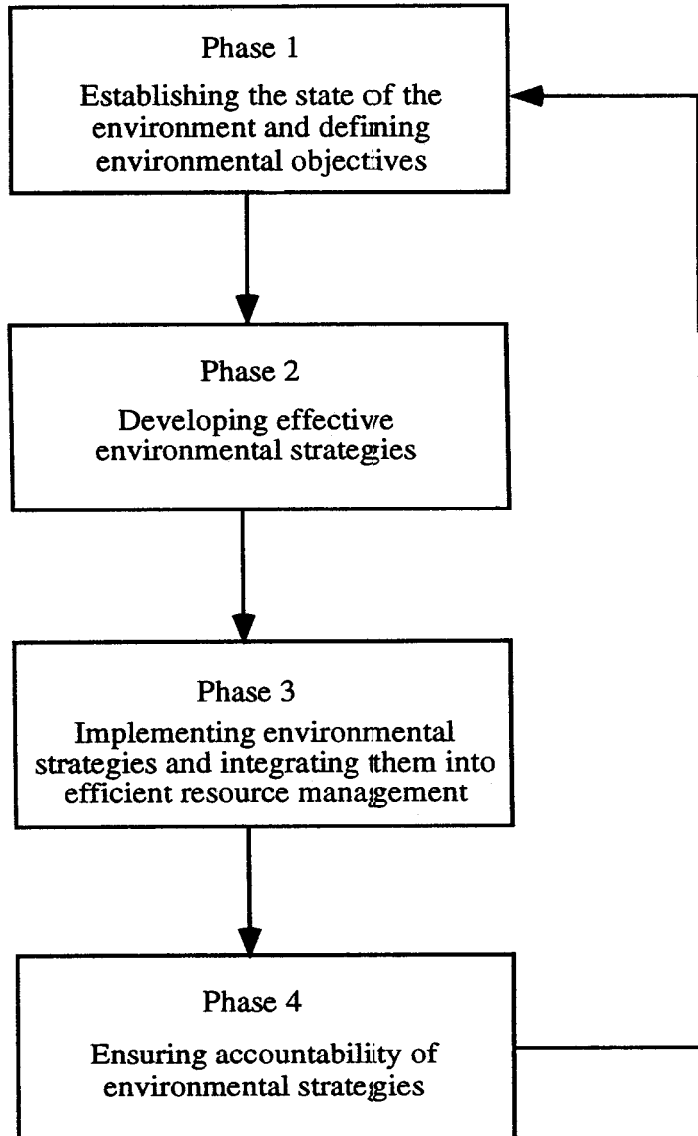 Phase 1
Establishing the state of the
environment and defining
environmental objectives
Phase 2
Developing effective
environmental strategies
Phase 3
Implementing environmental
strategies and integrating them into
efficient resource management
Phase 4
Ensuring accountability of
environmental strategies